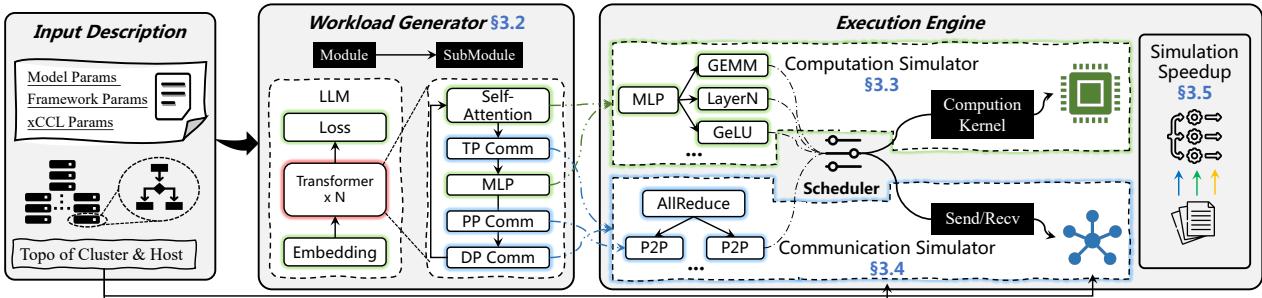 Input Description
Model Params
Framework Params
xCCL Params
Topo of Cluster & Host
Workload Generator §3.2
Module
SubModule
LLM
Loss
Transformer
x N
Embedding
Self-
Attention
TP Comm
MLP
PP Comm
DP Comm
Execution Engine
MLP
GEMM
LayerN
GeLU
...
Computation Simulator
§3.3
Compution
Kernel
Scheduler
AllReduce
P2P
P2P
...
Send/Recv
Communication Simulator
§3.4
Simulation
Speedup
§3.5